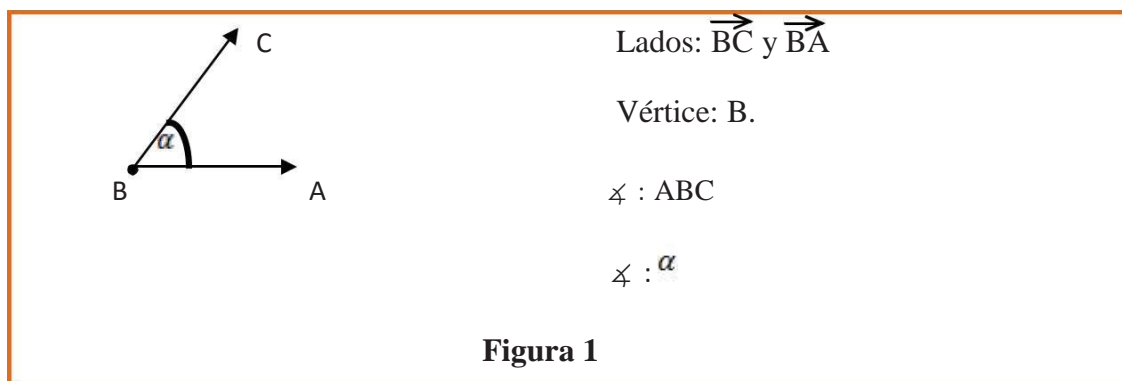 C
α
B
A
Lados: BC y BA
Vértice: B.
∡ : ABC
∡ : α
Figura 1